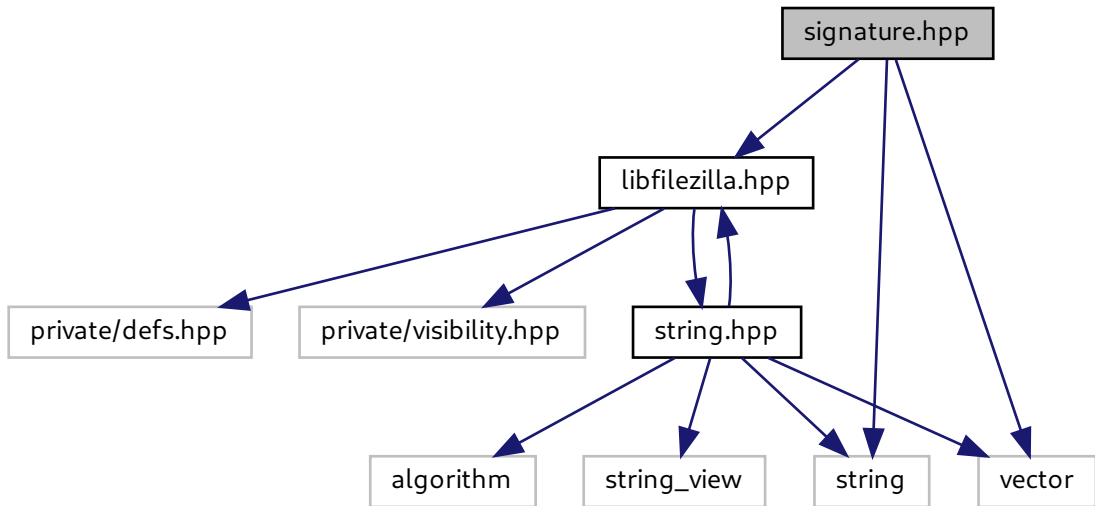 signature.hpp
libfilezilla.hpp
private/defs.hpp
private/visibility.hpp
string.hpp
algorithm
string_view
string
vector